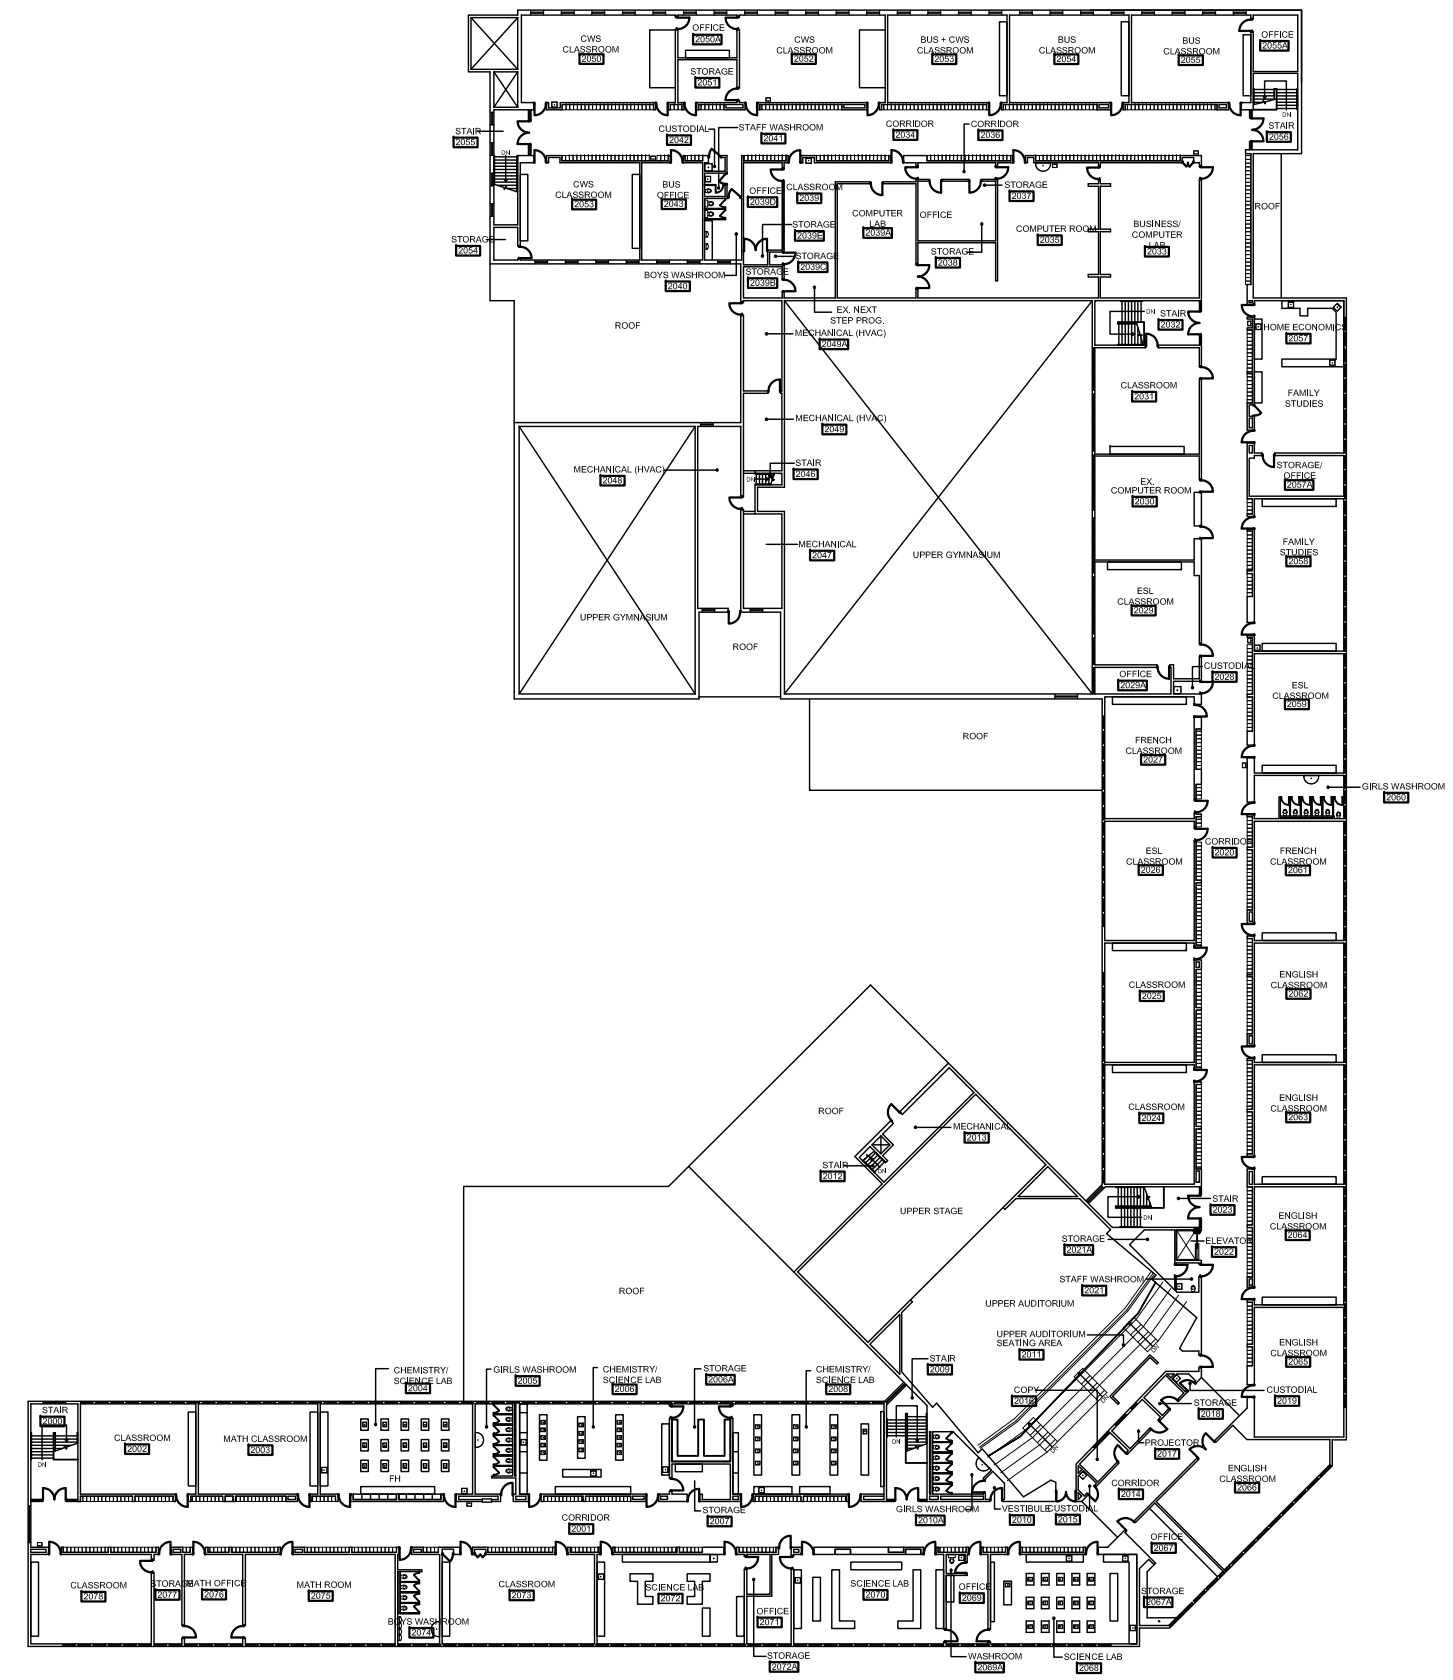 CWS
CLASSROOM
2050
OFFICE
2050A
STORAGE
2051
CWS
CLASSROOM
2052
BUS + CWS
CLASSROOM
2053
BUS
CLASSROOM
2054
BUS
CLASSROOM
2055
OFFICE
2055A
STAIR
2055
DN
CUSTODIAL
2042
STAFF WASHROOM
2041
CORRIDOR
2034
CORRIDOR
2036
DN
STAIR
2056
CWS
CLASSROOM
2053
BUS
OFFICE
2043
OFFICE
2039D
CLASSROOM
2039
STORAGE
2037
COMPUTER
LAB
2039A
OFFICE
COMPUTER ROOM
2035
BUSINESS/
COMPUTER
LAB
2033
ROOF
STORAGE
2054
STORAGE
2039E
STORAGE
2039C
STORAGE
2038
BOYS WASHROOM
2040
STORAGE
2039B
EX. NEXT
STEP PROG.
ROOF
MECHANICAL (HVAC)
2049A
DN
STAIR
2032
HOME ECONOMICS
2057
CLASSROOM
2031
FAMILY
STUDIES
MECHANICAL (HVAC)
2049
MECHANICAL (HVAC)
2048
STAIR
2046
DN
EX.
COMPUTER ROOM
2030
STORAGE/
OFFICE
2057A
MECHANICAL
2047
UPPER GYMNASIUM
FAMILY
STUDIES
2058
UPPER GYMNASIUM
ESL
CLASSROOM
2029
ROOF
OFFICE
2029A
CUSTODIAL
2028
ESL
CLASSROOM
2059
ROOF
FRENCH
CLASSROOM
2027
GIRLS WASHROOM
2060
ESL
CLASSROOM
2026
CORRIDOR
2020
FRENCH
CLASSROOM
2061
CLASSROOM
2025
ENGLISH
CLASSROOM
2062
ROOF
CLASSROOM
2024
ENGLISH
CLASSROOM
2063
MECHANICAL
2013
STAIR
2012
DN
UPPER STAGE
STAIR
2023
DN
ENGLISH
CLASSROOM
2064
STORAGE
2021A
ELEVATOR
2022
STAFF WASHROOM
2021
ROOF
UPPER AUDITORIUM
UPPER AUDITORIUM
SEATING AREA
2011
ENGLISH
CLASSROOM
2065
CHEMISTRY/
SCIENCE LAB
2004
GIRLS WASHROOM
2005
CHEMISTRY/
SCIENCE LAB
2006
STORAGE
2006A
CHEMISTRY/
SCIENCE LAB
2008
STAIR
2009
COPY
2016
CUSTODIAL
2019
STORAGE
2018
STAIR
2000
DN
CLASSROOM
2002
MATH CLASSROOM
2003
FH
DN
PROJECTOR
2017
ENGLISH
CLASSROOM
2066
CORRIDOR
2014
CORRIDOR
2001
STORAGE
2007
GIRLS WASHROOM
2010A
VESTIBULE
2010
CUSTODIAL
2015
OFFICE
2067
CLASSROOM
2078
STORAGE
2077
MATH OFFICE
2076
MATH ROOM
2075
BOYS WASHROOM
2074
CLASSROOM
2073
SCIENCE LAB
2072
OFFICE
2071
SCIENCE LAB
2070
OFFICE
2069
STORAGE
2067A
STORAGE
2072A
WASHROOM
2069A
SCIENCE LAB
2068